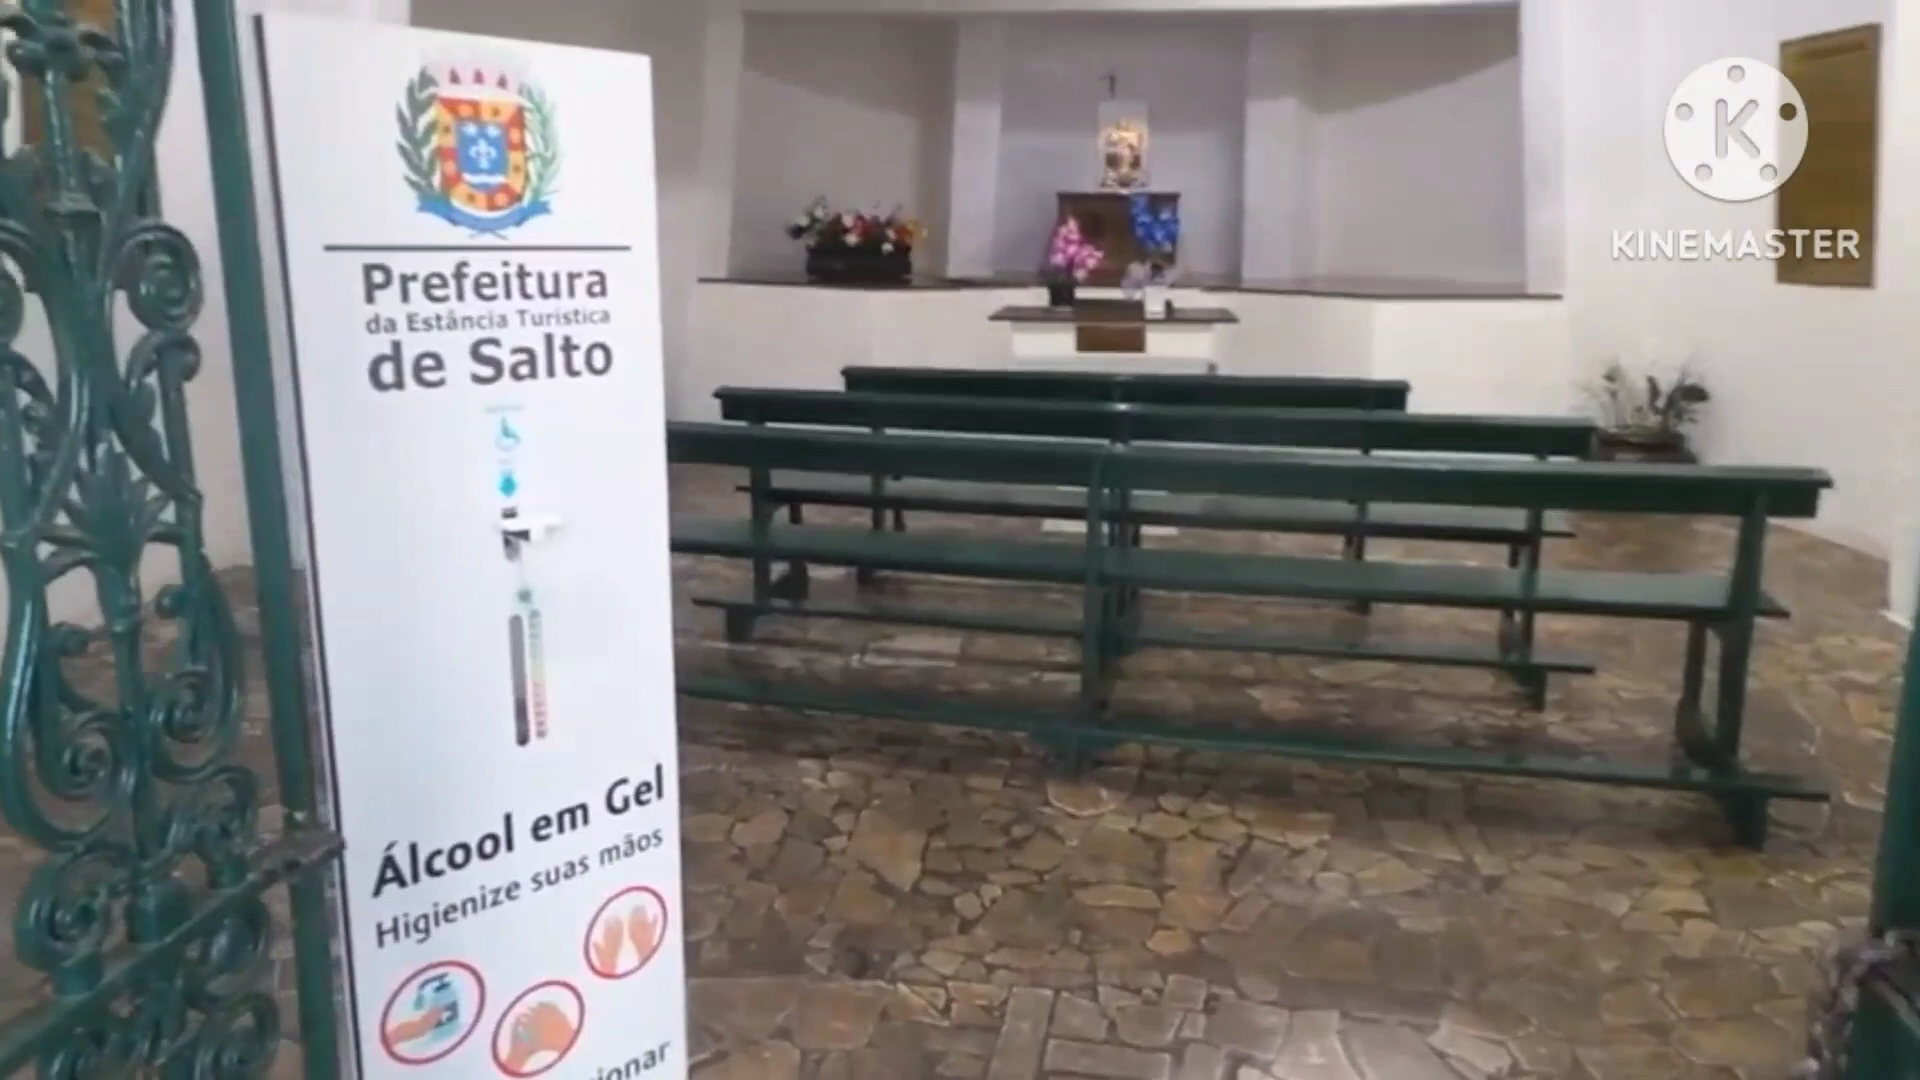 Prefeitura
da Estância Turística
de Salto
Álcool em Gel
Higienize suas mãos
K
KINEMASTER